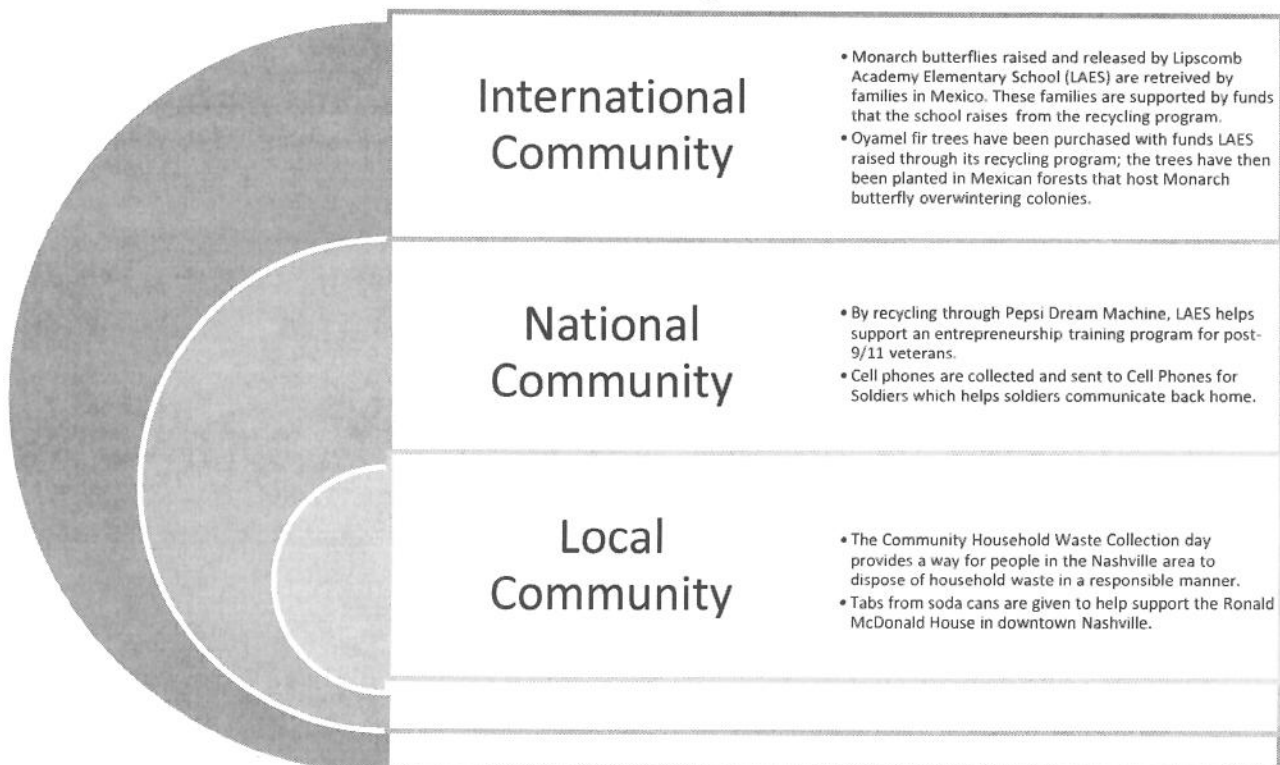 International
Community
• Monarch butterflies raised and released by Lipscomb
Academy Elementary School (LAES) are retreived by
families in Mexico. These families are supported by funds
that the school raises from the recycling program.
• Oyamel fir trees have been purchased with funds LAES
raised through its recycling program; the trees have then
been planted in Mexican forests that host Monarch
butterfly overwintering colonies.
National
Community
• By recycling through Pepsi Dream Machine, LAES helps
support an entrepreneurship training program for post-
9/11 veterans.
• Cell phones are collected and sent to Cell Phones for
Soldiers which helps soldiers communicate back home.
Local
Community
• The Community Household Waste Collection day
provides a way for people in the Nashville area to
dispose of household waste in a responsible manner.
• Tabs from soda cans are given to help support the Ronald
McDonald House in downtown Nashville.